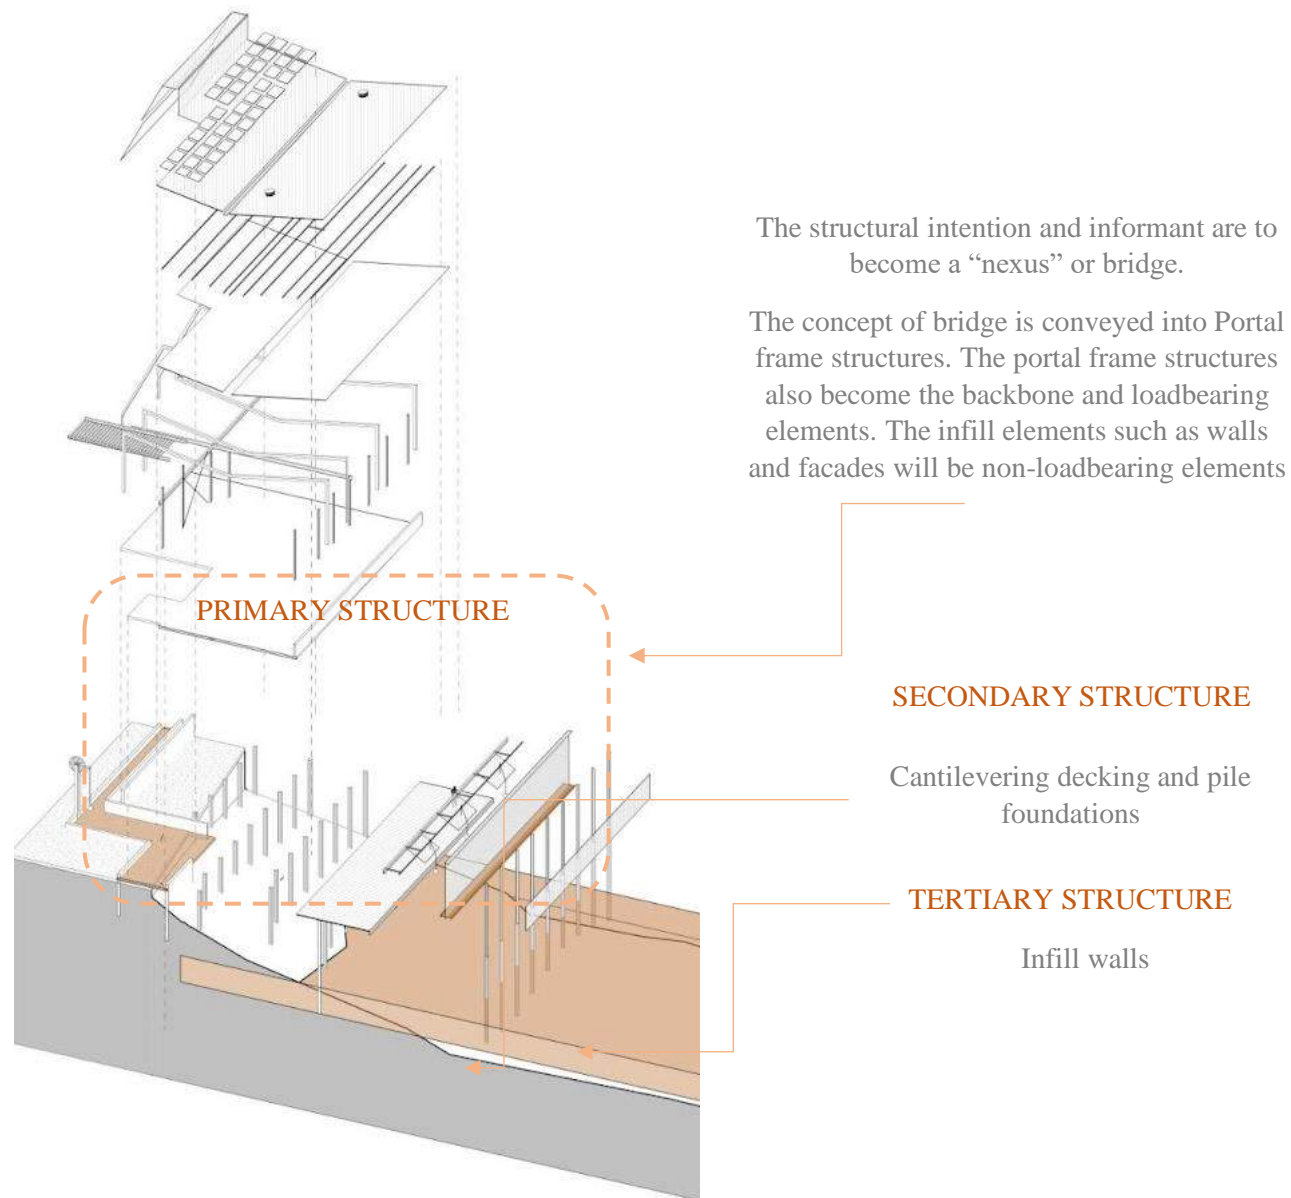 The structural intention and informant are to
become a “nexus” or bridge.
The concept of bridge is conveyed into Portal
frame structures. The portal frame structures
also become the backbone and loadbearing
elements. The infill elements such as walls
and facades will be non-loadbearing elements
PRIMARY STRUCTURE
SECONDARY STRUCTURE
Cantilevering decking and pile
foundations
TERTIARY STRUCTURE
Infill walls